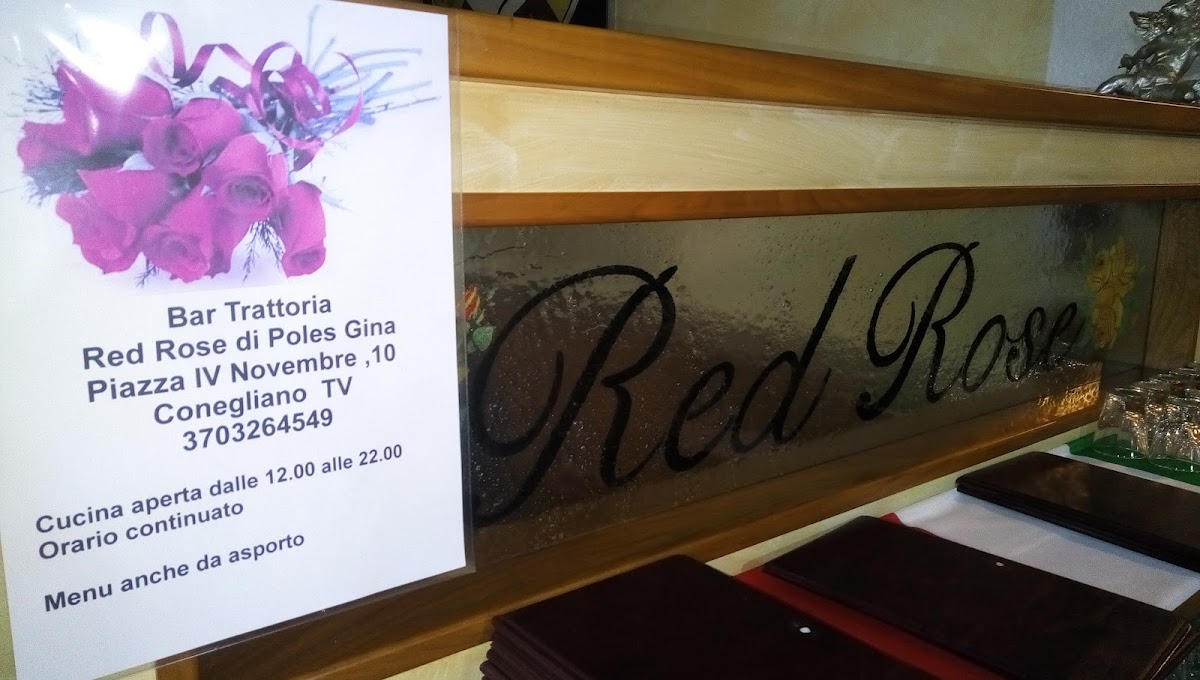 Bar Trattoria
Red Rose di Poles Gina
Piazza IV Novembre ,10
Conegliano TV
3703264549
Cucina aperta dalle 12.00 alle 22.00
Orario continuato
Menu anche da asporto
Red Rose